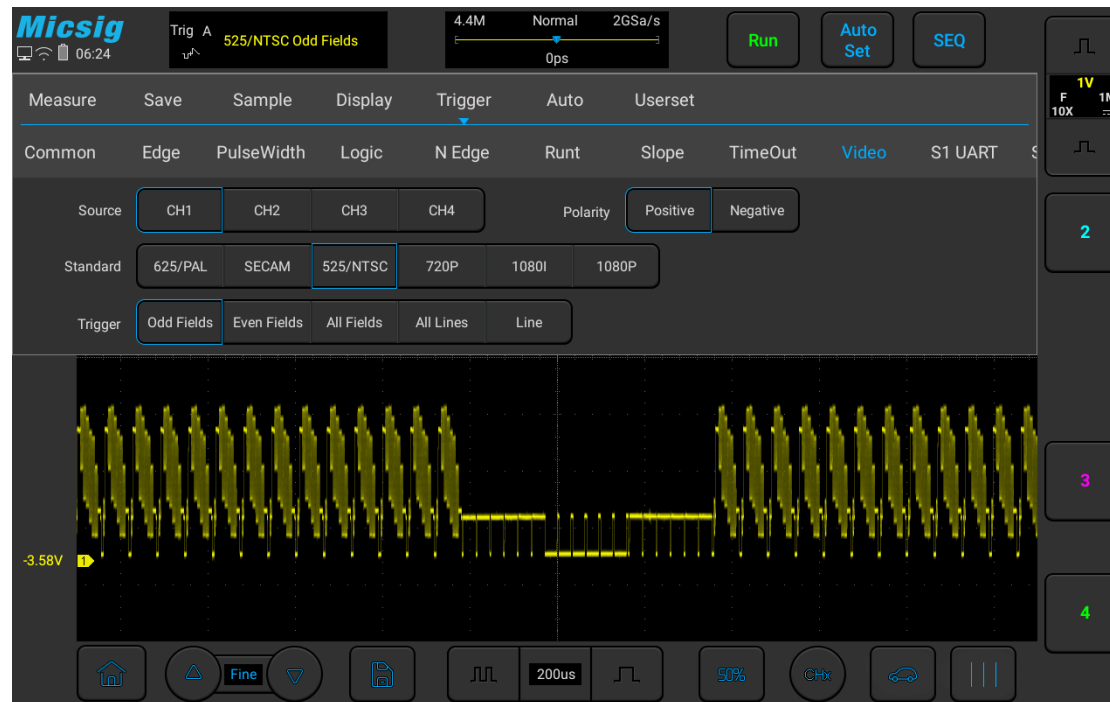 Micsig
06:24
Trig A
525/NTSC Odd Fields
4.4M Normal 2GSa/s
0ps
Run
Auto Set
SEQ
Measure Save Sample Display Trigger Auto Userset
1V
F 1M
10X
Common Edge PulseWidth Logic N Edge Runt Slope TimeOut Video S1 UART S
Source CH1 CH2 CH3 CH4 Polarity Positive Negative
2
Standard 625/PAL SECAM 525/NTSC 720P 1080I 1080P
Trigger Odd Fields Even Fields All Fields All Lines Line
3
-3.58V 1
4
Fine 200us 50% CHx